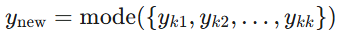 y_new = mode({y_k1, y_k2, …, y_kk})